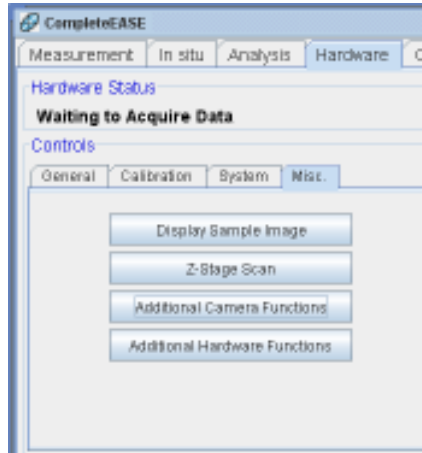 CompleteEASE
Measurement In situ Analysis Hardware
Hardware Status
Waiting to Acquire Data
Controls
General Calibration System Misc.
Display Sample Image
Z-Stage Scan
Additional Camera Functions
Additional Hardware Functions